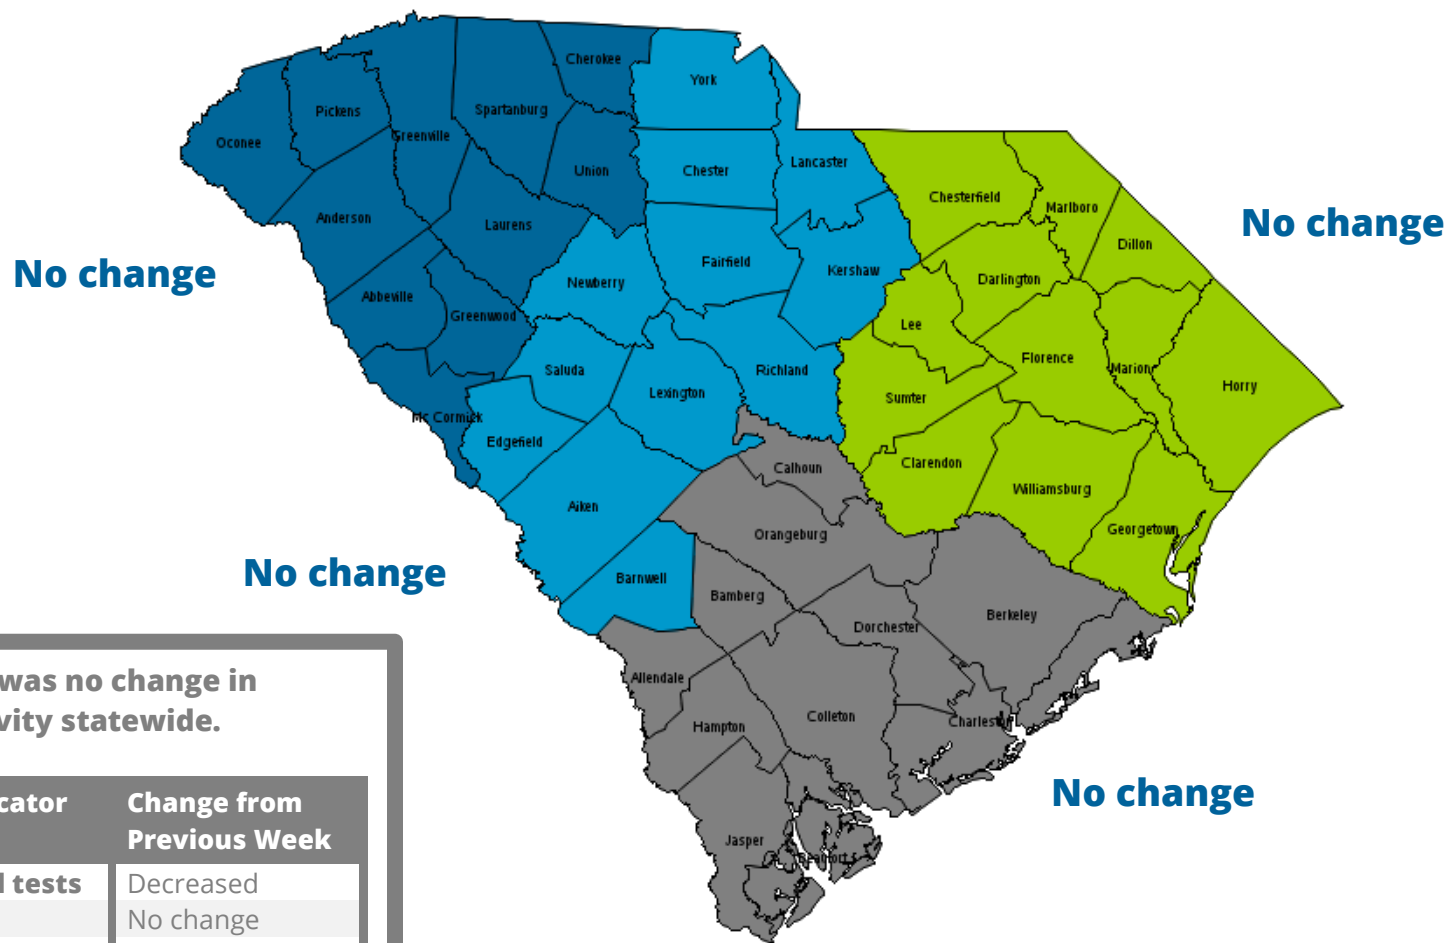 Cherokee
York
Pickens
Spartanburg
Greenville
Oconee
Union
Chester
Lancaster
Chesterfield
Marlboro
Anderson
Laurens
Dillon
No change
No change
Fairfield
Kershaw
Newberry
Darlington
Abbeville
Greenwood
Lee
Florence
Marion
Saluda
Richland
Horry
Lexington
Sumter
Mc Cormick
Edgefield
Calhoun
Clarendon
Williamsburg
Aiken
Orangeburg
Georgetown
No change
Barnwell
Bamberg
Berkeley
Dorchester
Allendale
was no change in
vity statewide.
Hampton
Colleton
Charleston
No change
cator
Change from
Previous Week
Jasper
Beaufort
l tests
Decreased
No change